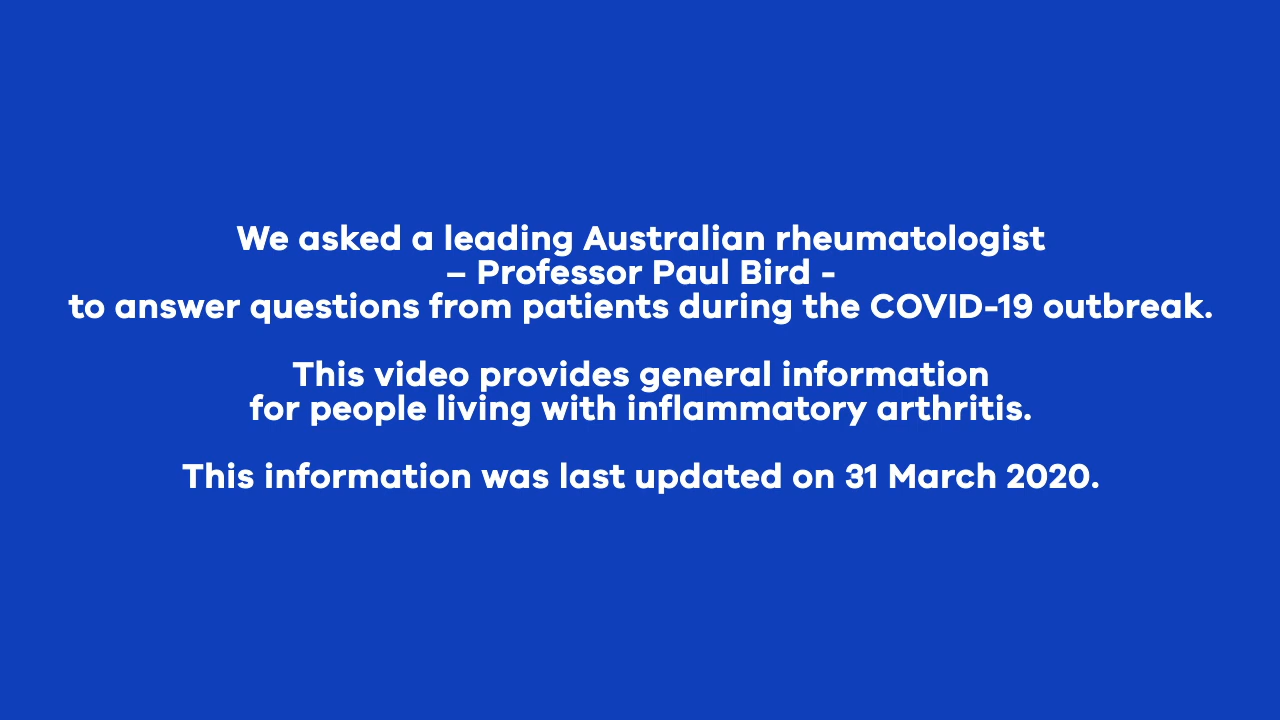 We asked a leading Australian rheumatologist
– Professor Paul Bird -
to answer questions from patients during the COVID-19 outbreak.
This video provides general information
for people living with inflammatory arthritis.
This information was last updated on 31 March 2020.